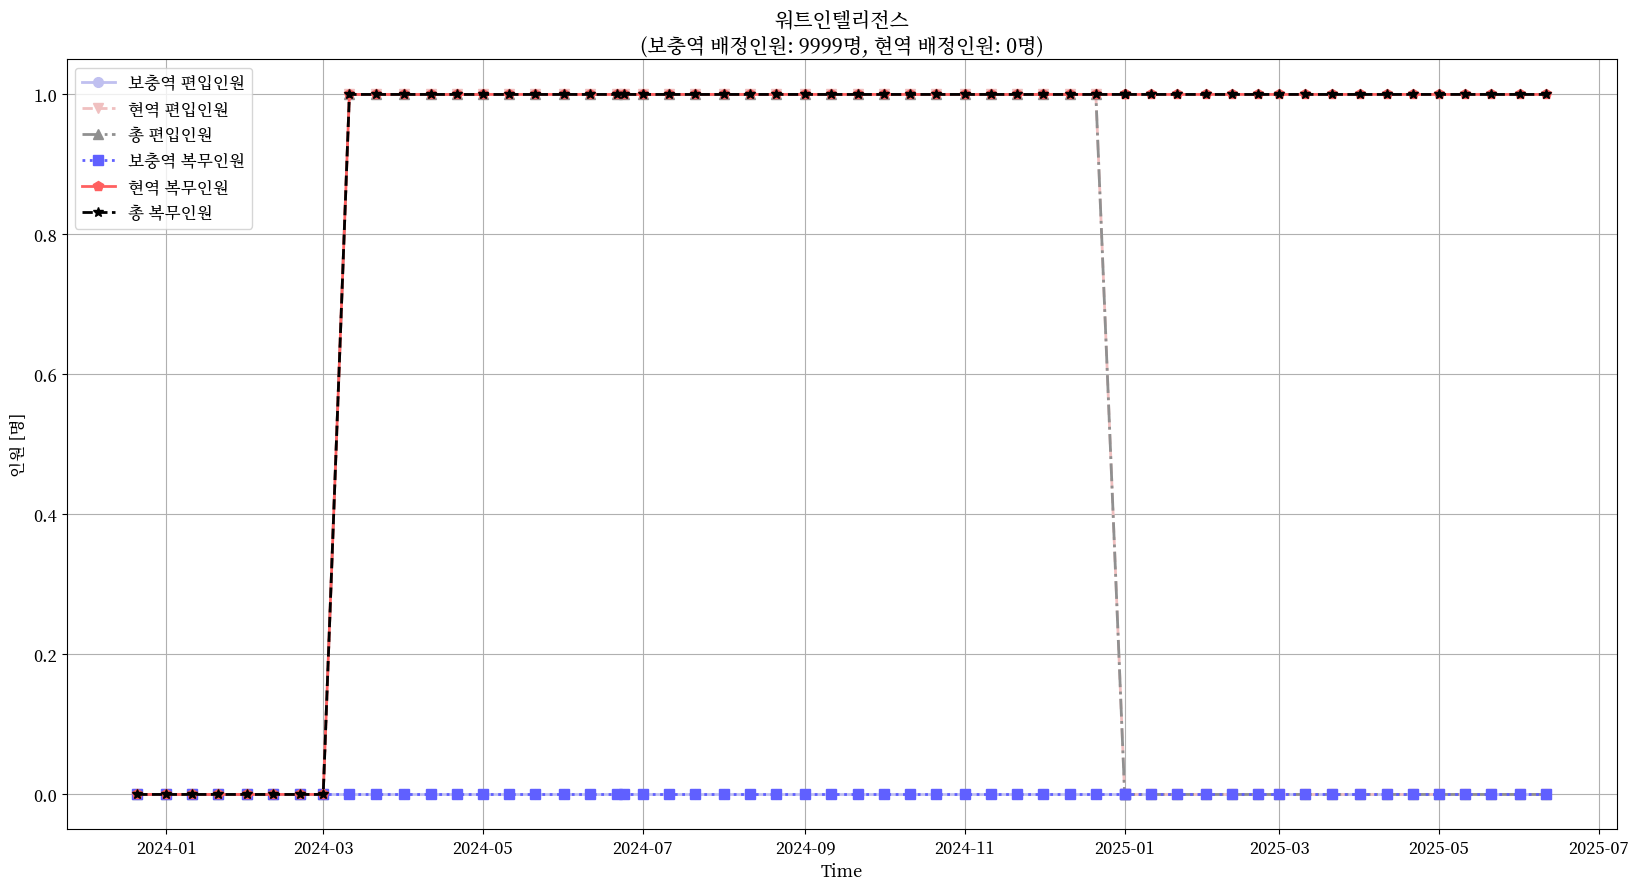 워트인텔리전스
(보충역 배정인원: 9999명, 현역 배정인원: 0명)
보충역 편입인원
현역 편입인원
총 편입인원
보충역 복무인원
현역 복무인원
총 복무인원
인원 [명]
1.0
0.8
0.6
0.4
0.2
0.0
2024-01
2024-03
2024-05
2024-07
2024-09
2024-11
2025-01
2025-03
2025-05
2025-07
Time